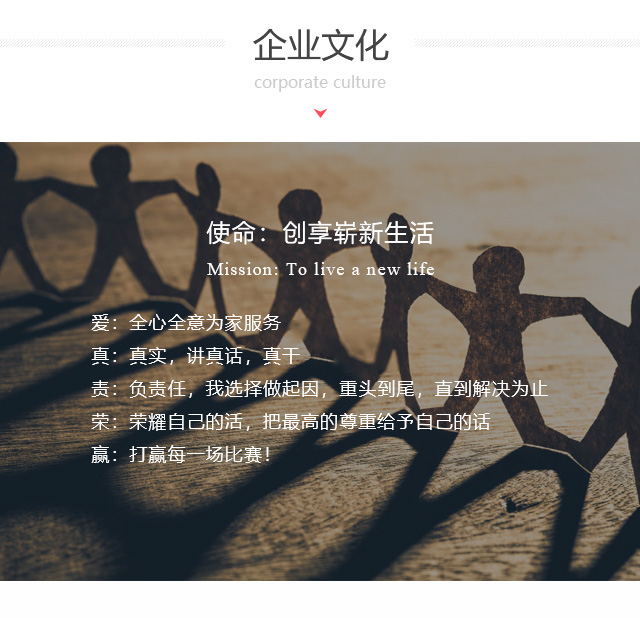 企业文化
corporate culture
使命：创享崭新生活
Mission: To live a new life
爱：全心全意为家服务
真：真实，讲真话，真干
责：负责任，我选择做起因，重头到尾，直到解决为止
荣：荣耀自己的活，把最高的尊重给予自己的话
赢：打赢每一场比赛！